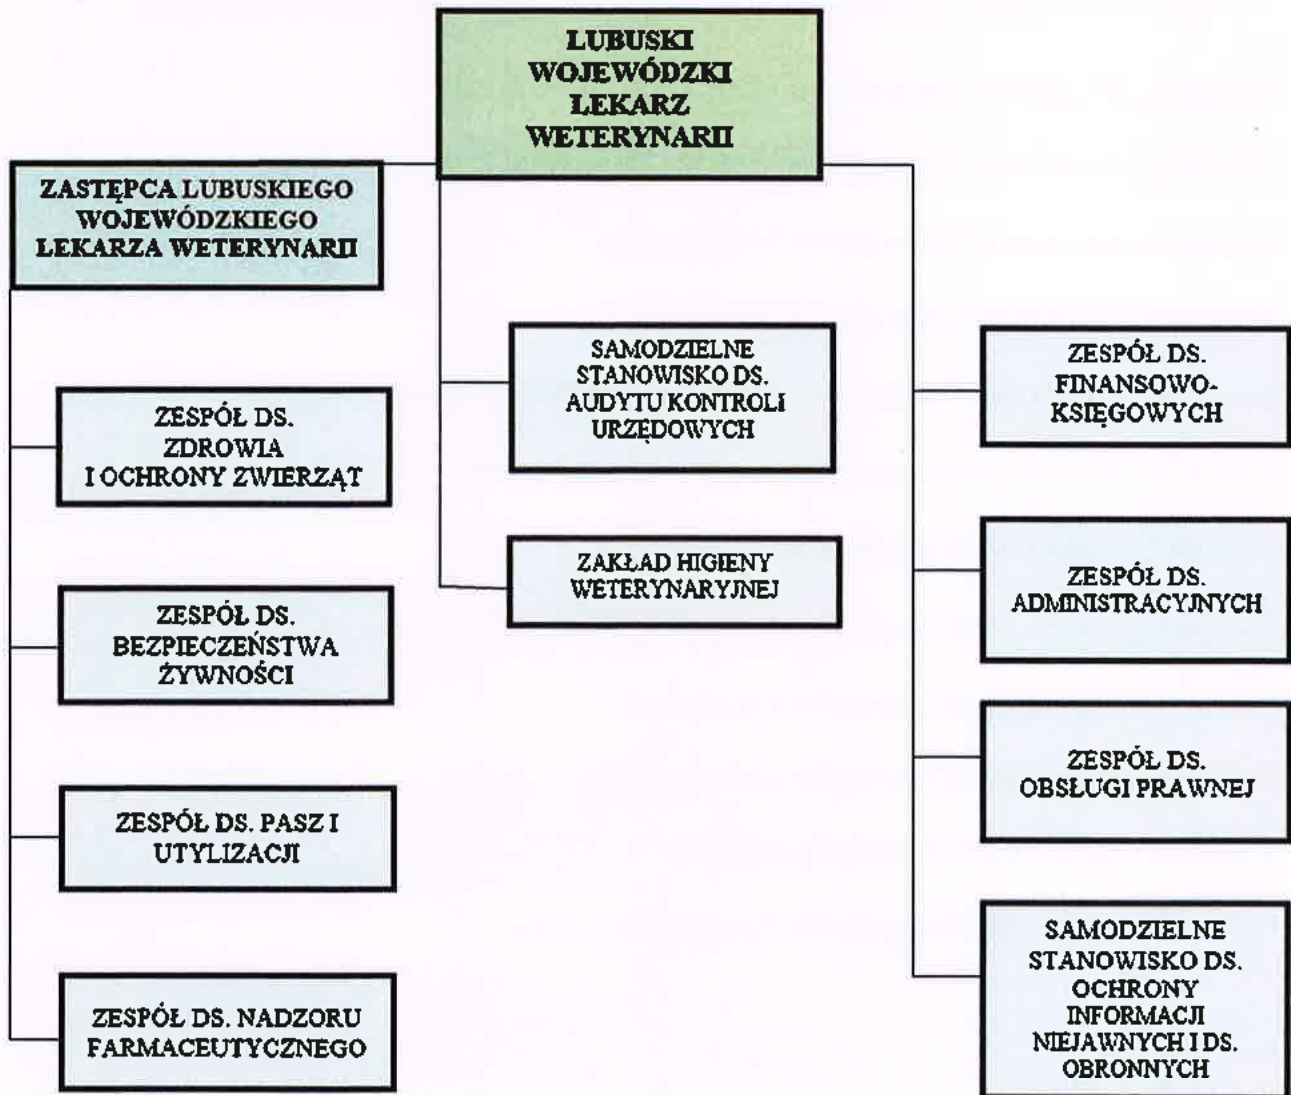 LUBUSKI
WOJEWÓDZKI
LEKARZ
WETERYNARII
ZASTĘPCA LUBUSKIEGO
WOJEWÓDZKIEGO
LEKARZA WETERYNARII
ZESPÓŁ DS.
ZDROWIA
I OCHRONY ZWIERZĄT
ZESPÓŁ DS.
BEZPIECZEŃSTWA
ŻYWNOŚCI
ZESPÓŁ DS. PASZ I
UTYLIZACJI
ZESPÓŁ DS. NADZORU
FARMACEUTYCZNEGO
SAMODZIELNE
STANOWISKO DS.
AUDYTU KONTROLI
URZĘDOWYCH
ZAKŁAD HIGIENY
WETERYNARYJNEJ
ZESPÓŁ DS.
FINANSOWO-
KSIĘGOWYCH
ZESPÓŁ DS.
ADMINISTRACYJNYCH
ZESPÓŁ DS.
OBSŁUGI PRAWNEJ
SAMODZIELNE
STANOWISKO DS.
OCHRONY
INFORMACJI
NIEJAWNYCH I DS.
OBRONNYCH